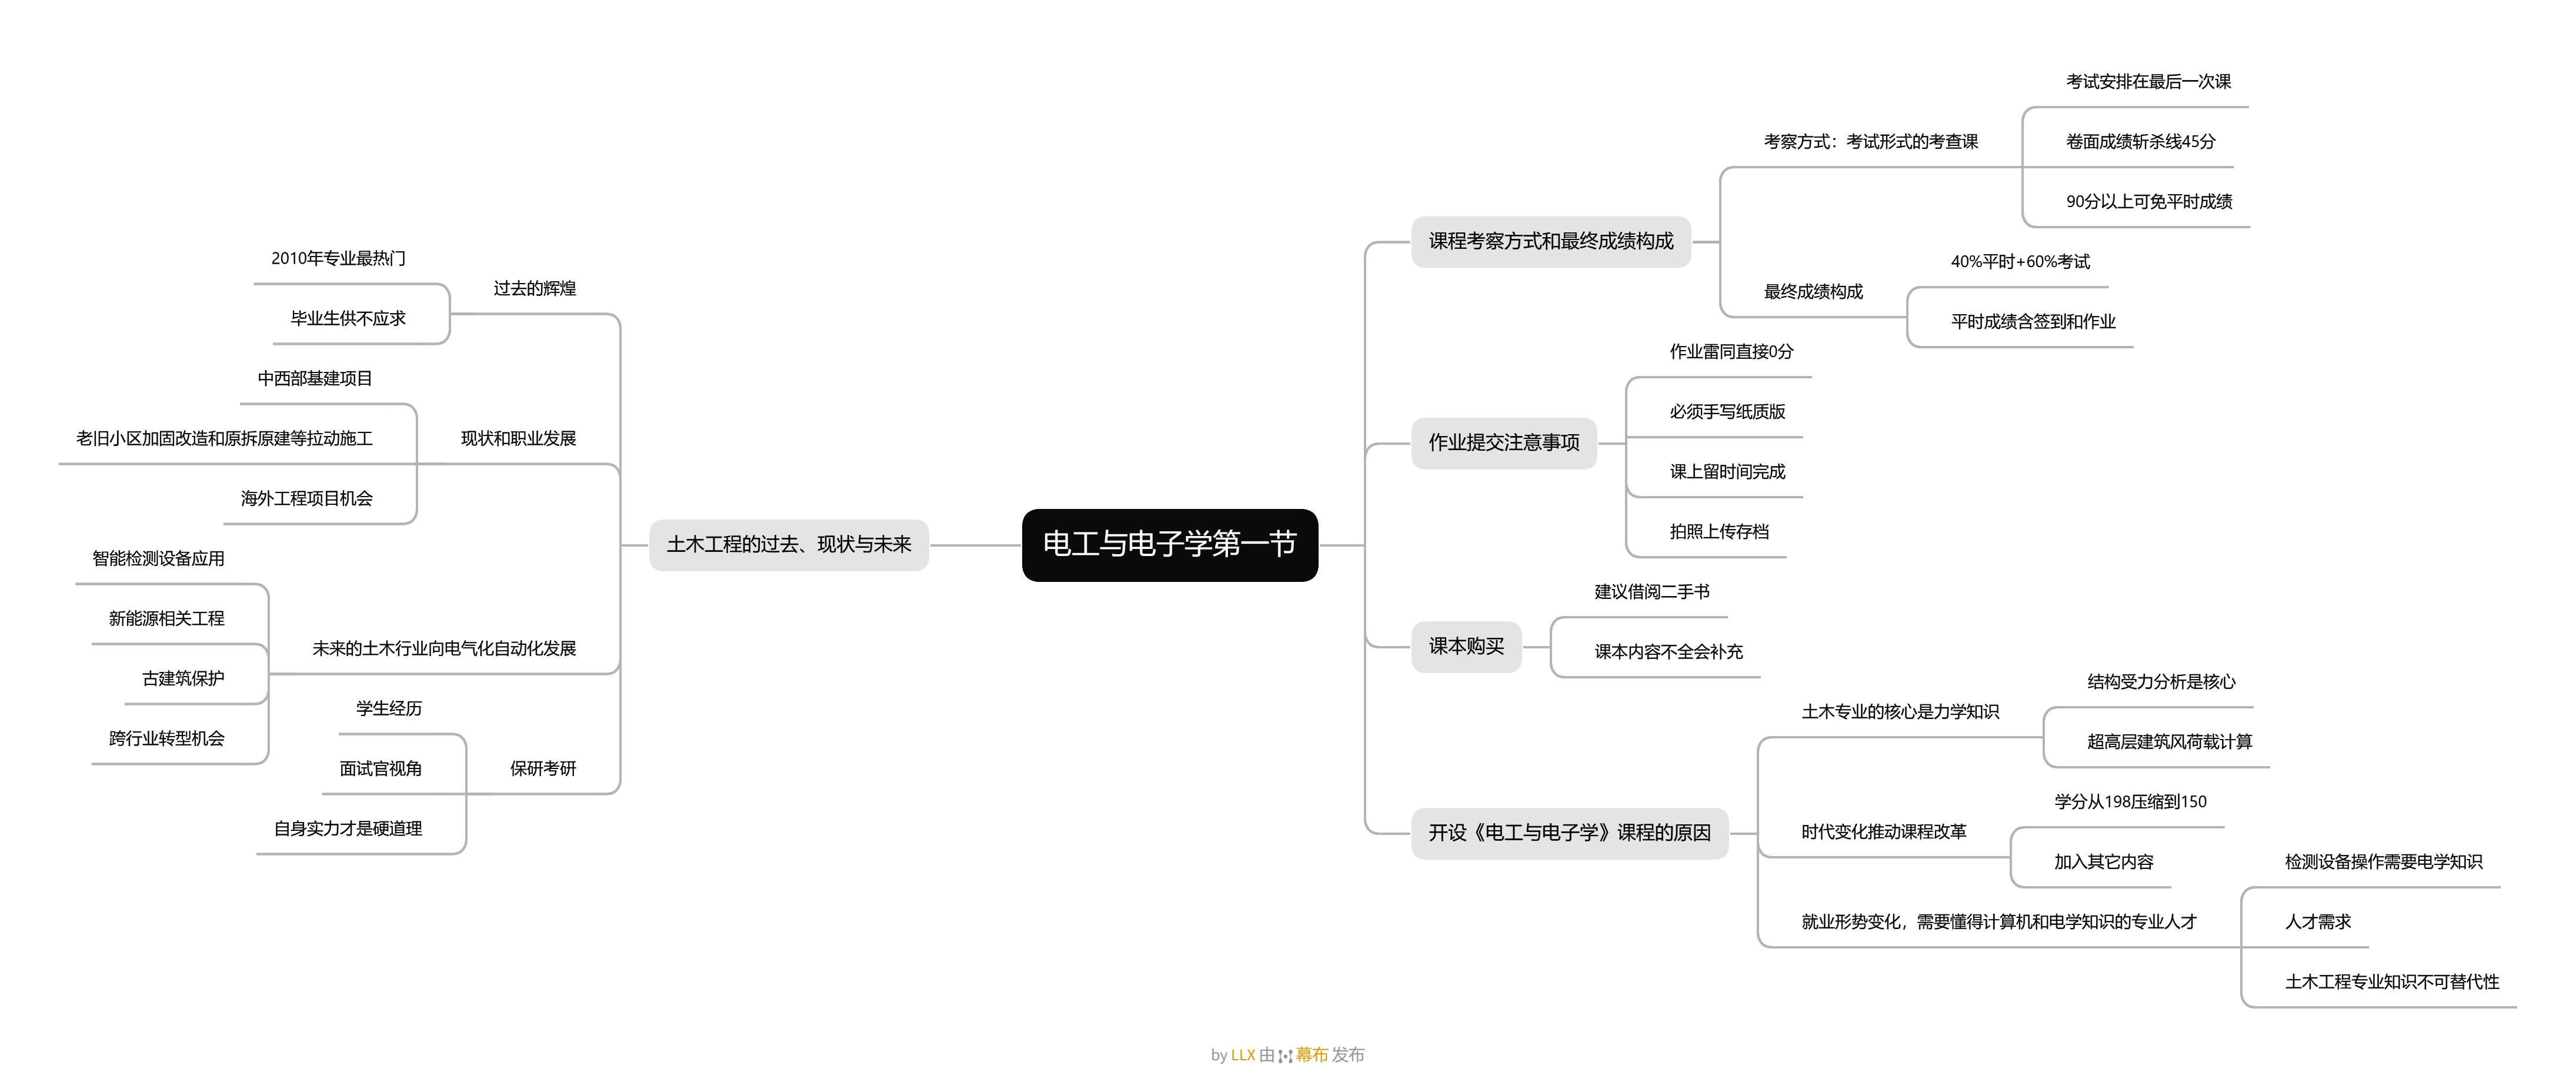 电工与电子学第一节
课程考察方式和最终成绩构成
考察方式：考试形式的考查课
考试安排在最后一次课
卷面成绩斩杀线45分
90分以上可免平时成绩
最终成绩构成
40%平时+60%考试
平时成绩含签到和作业
作业提交注意事项
作业雷同直接0分
必须手写纸质版
课上留时间完成
拍照上传存档
课本购买
建议借阅二手书
课本内容不全会补充
开设《电工与电子学》课程的原因
土木专业的核心是力学知识
结构受力分析是核心
超高层建筑风荷载计算
时代变化推动课程改革
学分从198压缩到150
加入其它内容
就业形势变化，需要懂得计算机和电学知识的专业人才
检测设备操作需要电学知识
人才需求
土木工程专业知识不可替代性
土木工程的过去、现状与未来
过去的辉煌
2010年专业最热门
毕业生供不应求
现状和职业发展
中西部基建项目
老旧小区加固改造和原拆原建等拉动施工
海外工程项目机会
未来的土木行业向电气化自动化发展
智能检测设备应用
新能源相关工程
古建筑保护
跨行业转型机会
保研考研
学生经历
面试官视角
自身实力才是硬道理
by LLX 由 幕布 发布